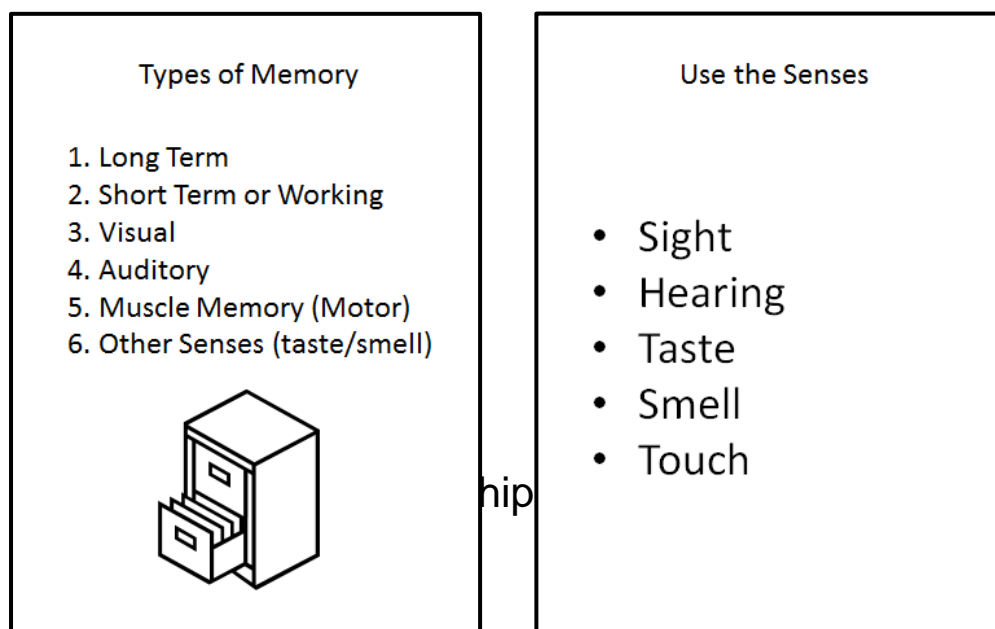 Types of Memory
1. Long Term
2. Short Term or Working
3. Visual
4. Auditory
5. Muscle Memory (Motor)
6. Other Senses (taste/smell)
hip
Use the Senses
• Sight
• Hearing
• Taste
• Smell
• Touch